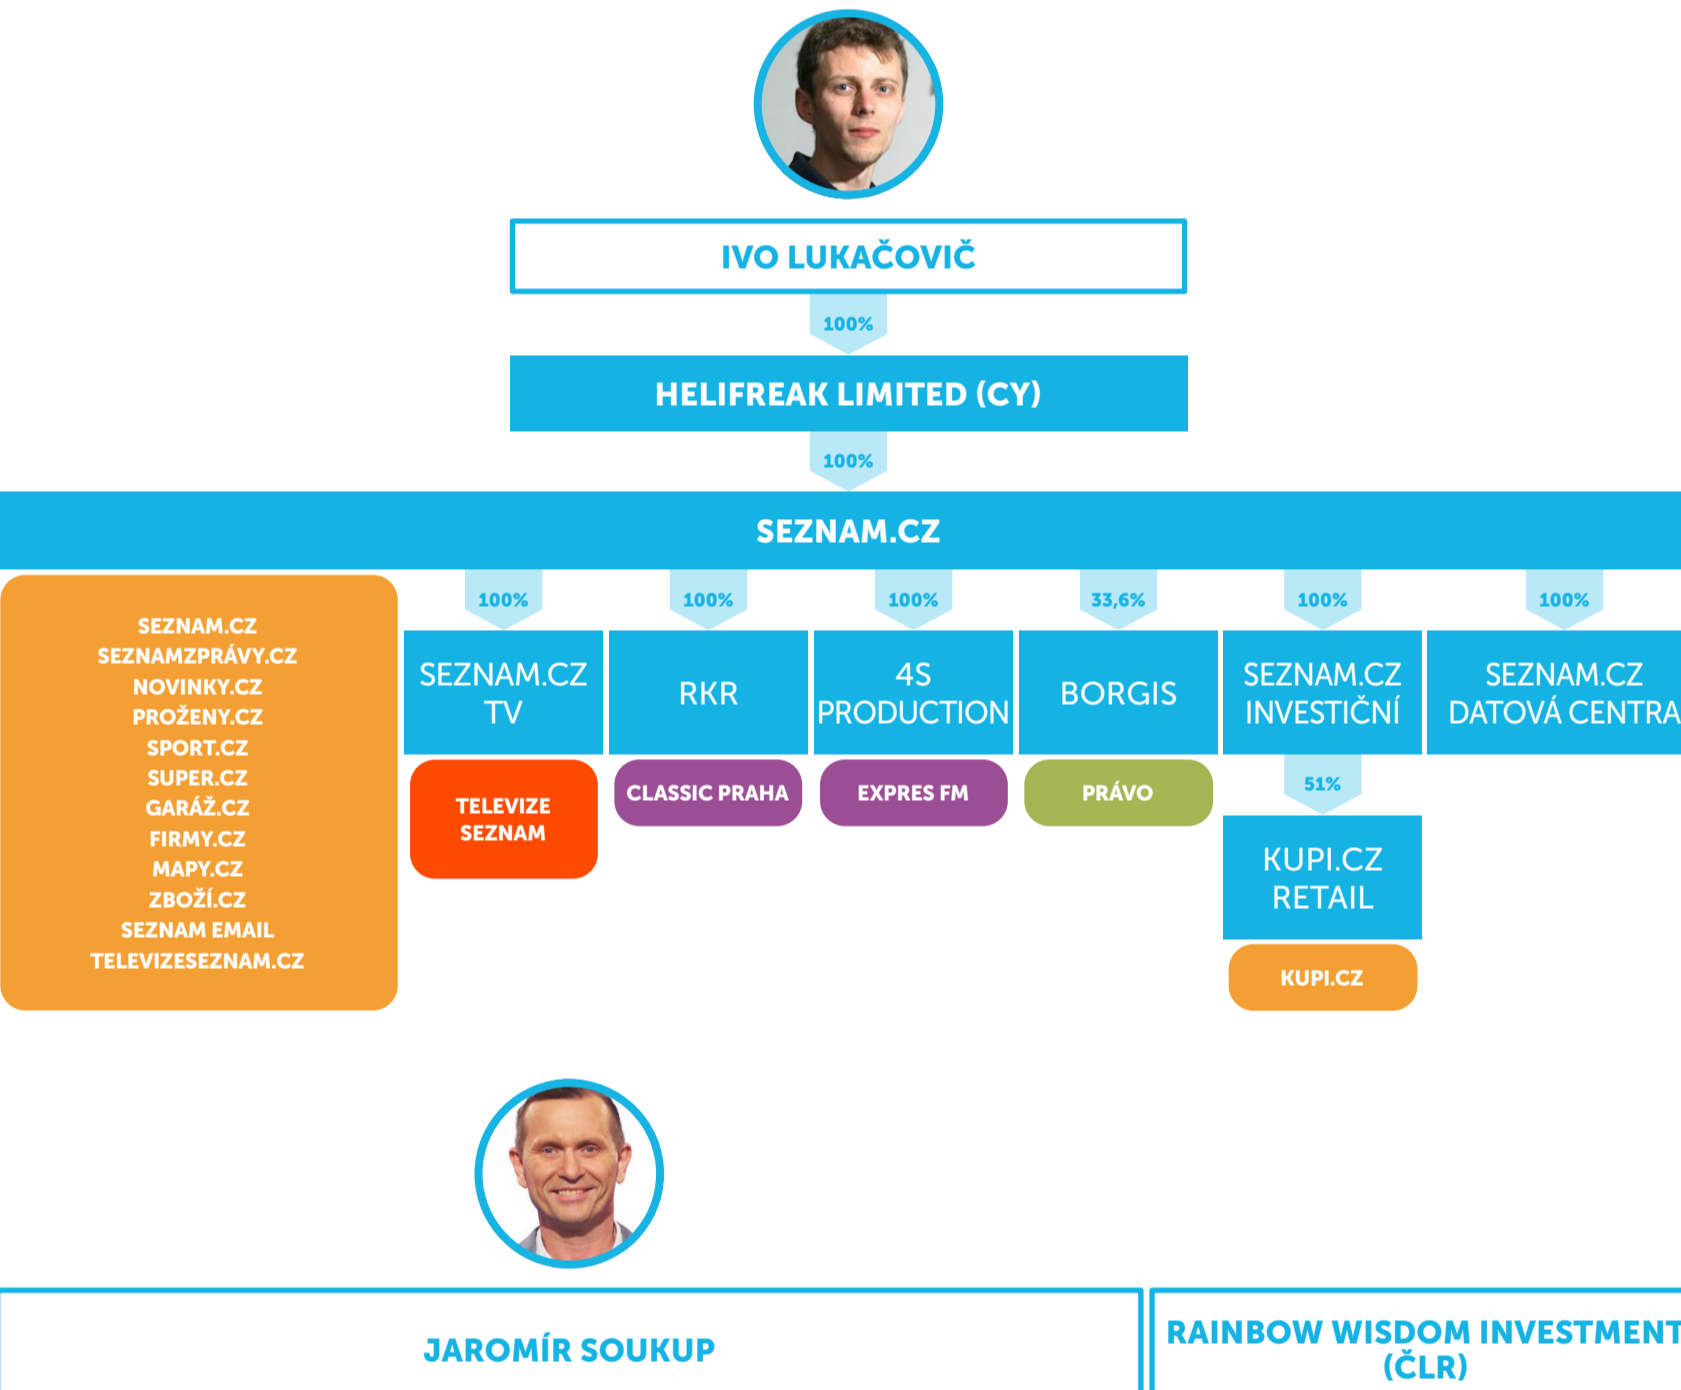 IVO LUKAČOVIČ
100%
HELIFREAK LIMITED (CY)
100%
SEZNAM.CZ
SEZNAM.CZ
SEZNAMZPRÁVY.CZ
NOVINKY.CZ
PROŽENY.CZ
SPORT.CZ
SUPER.CZ
GARÁŽ.CZ
FIRMY.CZ
MAPY.CZ
ZBOŽÍ.CZ
SEZNAM EMAIL
TELEVIZESEZNAM.CZ
100%
SEZNAM.CZ
TV
TELEVIZE
SEZNAM
100%
RKR
CLASSIC PRAHA
100%
4S
PRODUCTION
EXPRES FM
33,6%
BORGIS
PRÁVO
100%
SEZNAM.CZ
INVESTIČNÍ
51%
KUPI.CZ
RETAIL
KUPI.CZ
100%
SEZNAM.CZ
DATOVÁ CENTRA
JAROMÍR SOUKUP
RAINBOW WISDOM INVESTMENT
(ČLR)